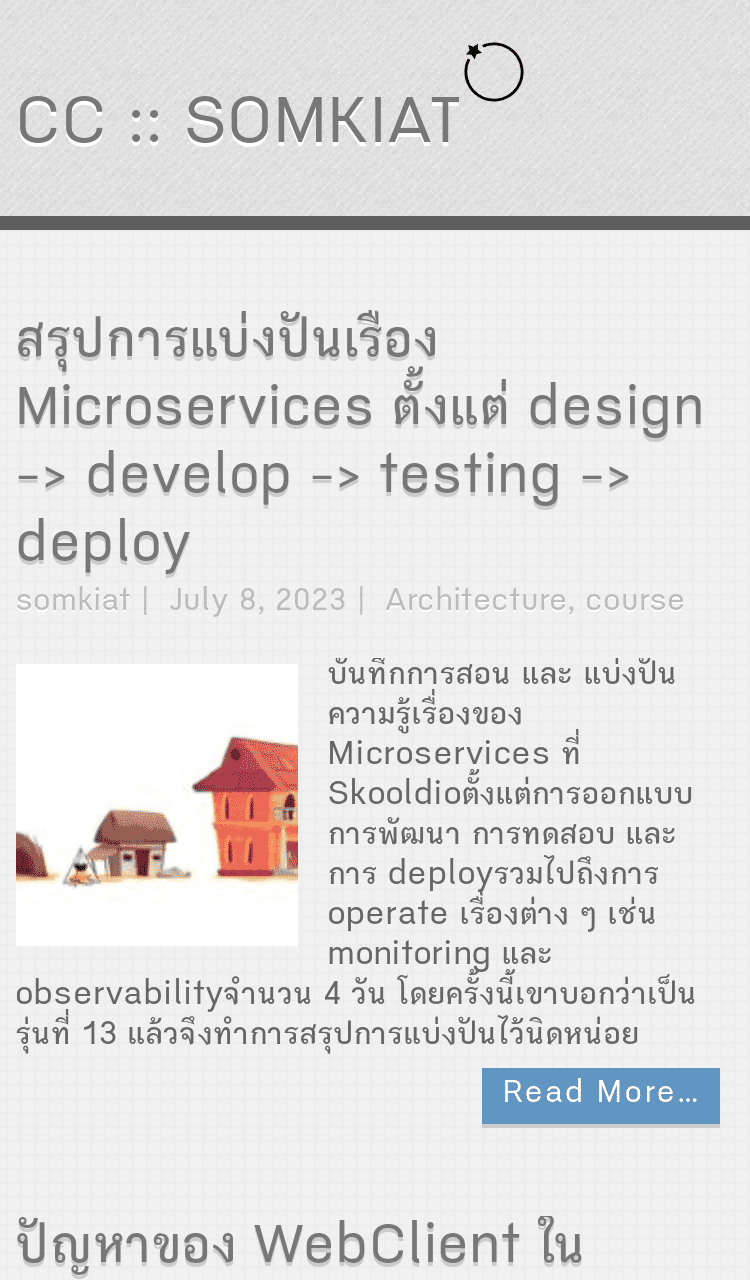 CC :: SOMKIAT
สรุปการแบ่งปันเรื่อง
Microservices ตั้งแต่ design
-> develop -> testing ->
deploy
somkiat | July 8, 2023 | Architecture, course
บันทึกการสอน และ แบ่งปัน
ความรู้เรื่องของ
Microservices ที่
Skooldioตั้งแต่การออกแบบ
การพัฒนา การทดสอบ และ
การ deployรวมไปถึงการ
operate เรื่องต่าง ๆ เช่น
monitoring และ
observabilityจำนวน 4 วัน โดยครั้งนี้เขาบอกว่าเป็น
รุ่นที่ 13 แล้วจึงทำการสรุปการแบ่งปันไว้นิดหน่อย
Read More…
ปัญหาของ WebClient ใน